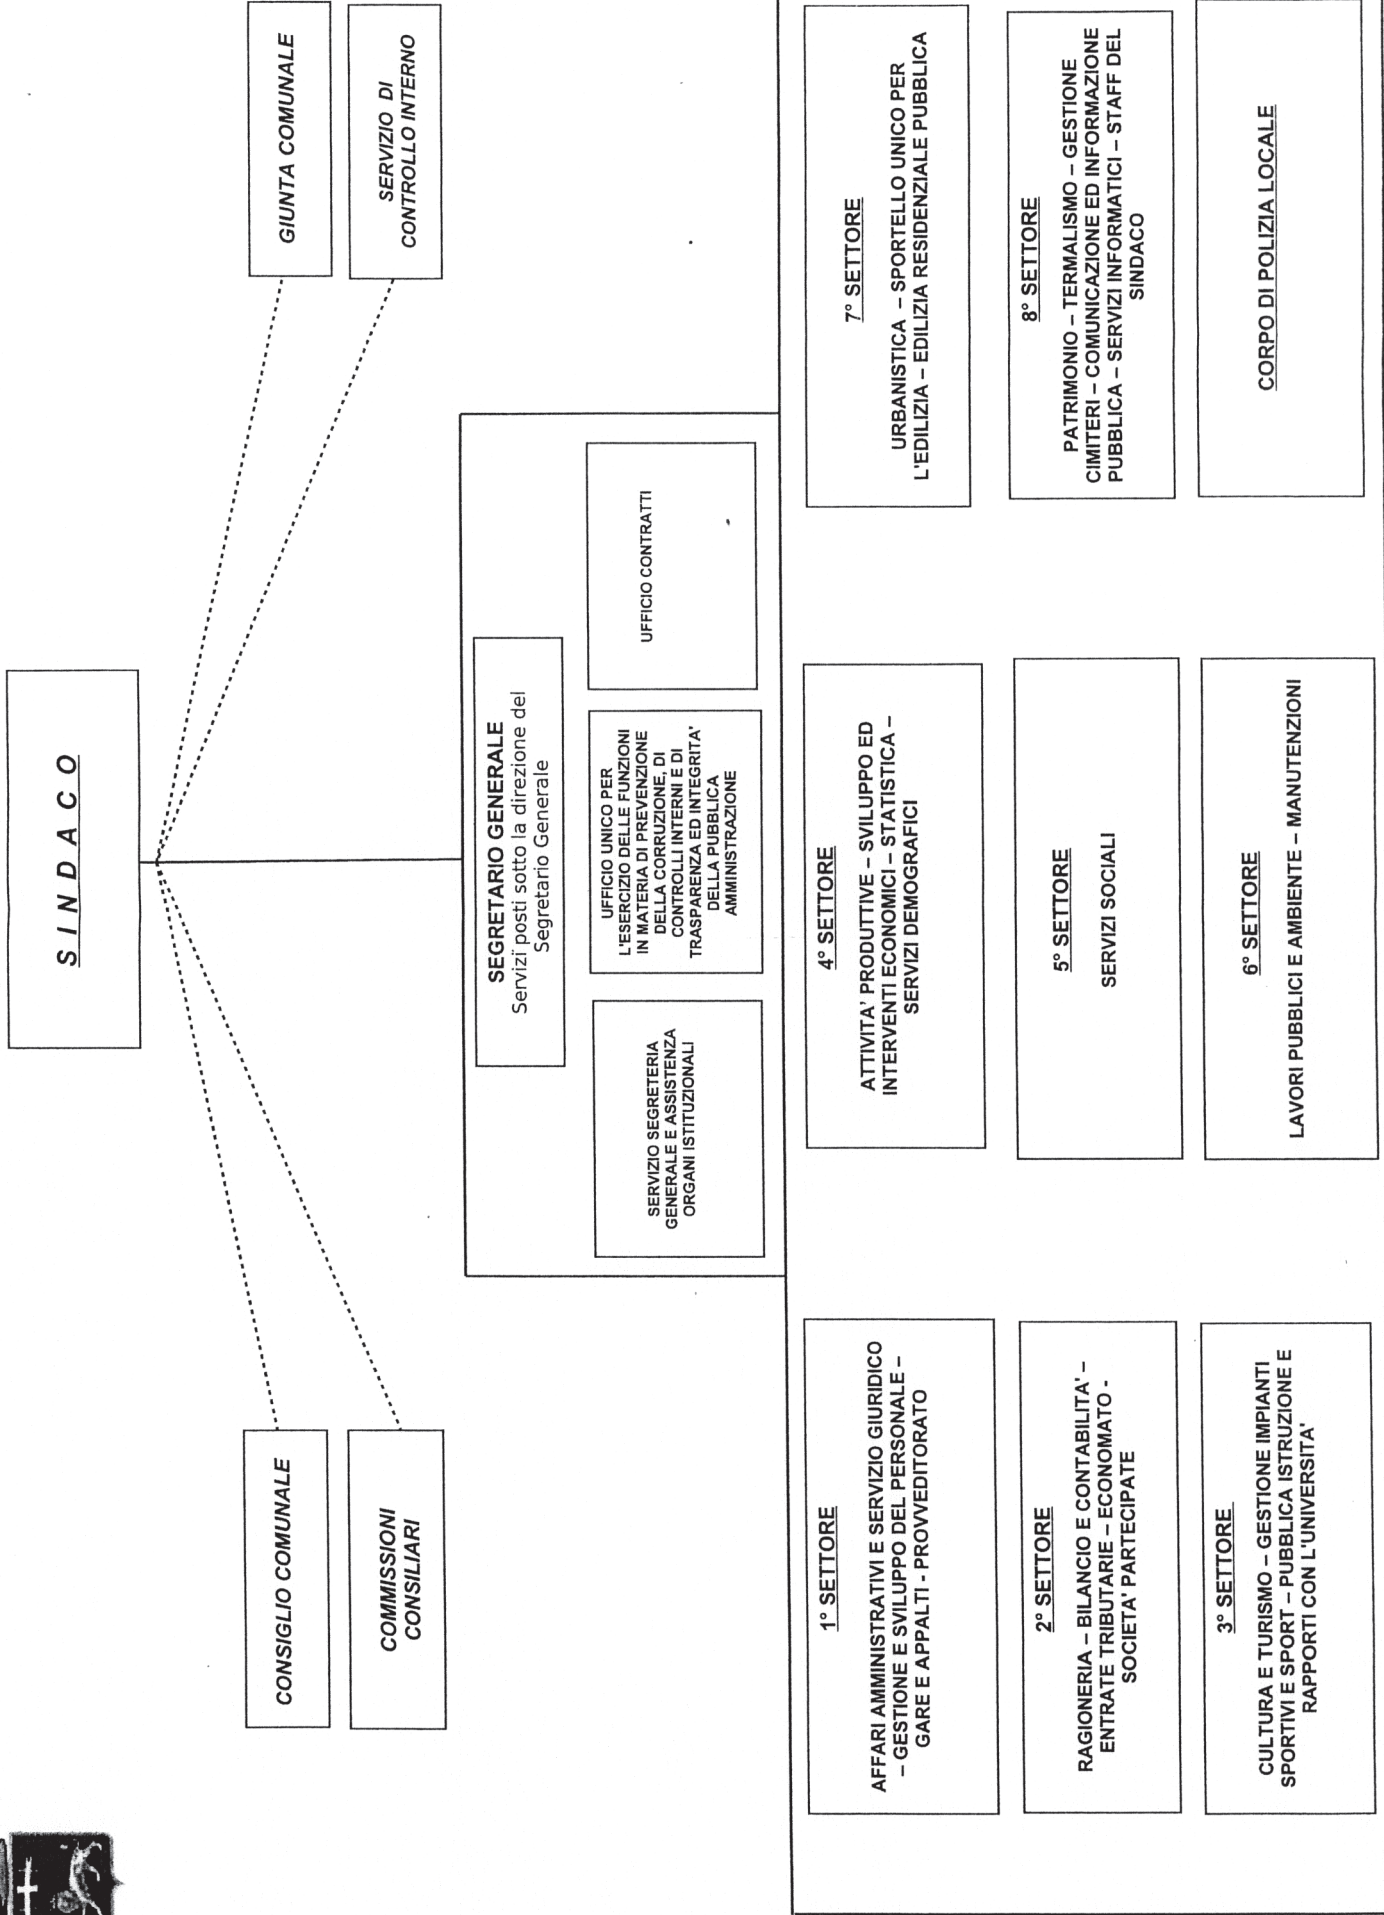 S I N D A C O
CONSIGLIO COMUNALE
COMMISSIONI
CONSILIARI
GIUNTA COMUNALE
SERVIZIO DI
CONTROLLO INTERNO
SEGRETARIO GENERALE
Servizi posti sotto la direzione del
Segretario Generale
SERVIZIO SEGRETERIA
GENERALE E ASSISTENZA
ORGANI ISTITUZIONALI
UFFICIO UNICO PER
L'ESERCIZIO DELLE FUNZIONI
IN MATERIA DI PREVENZIONE
DELLA CORRUZIONE, DI
CONTROLLI INTERNI E DI
TRASPARENZA ED INTEGRITA'
DELLA PUBBLICA
AMMINISTRAZIONE
UFFICIO CONTRATTI
1° SETTORE
AFFARI AMMINISTRATIVI E SERVIZIO GIURIDICO
– GESTIONE E SVILUPPO DEL PERSONALE –
GARE E APPALTI - PROVVEDITORATO
2° SETTORE
RAGIONERIA – BILANCIO E CONTABILITA' –
ENTRATE TRIBUTARIE – ECONOMATO -
SOCIETA' PARTECIPATE
3° SETTORE
CULTURA E TURISMO – GESTIONE IMPIANTI
SPORTIVI E SPORT – PUBBLICA ISTRUZIONE E
RAPPORTI CON L'UNIVERSITA'
4° SETTORE
ATTIVITA' PRODUTTIVE – SVILUPPO ED
INTERVENTI ECONOMICI – STATISTICA –
SERVIZI DEMOGRAFICI
5° SETTORE
SERVIZI SOCIALI
6° SETTORE
LAVORI PUBBLICI E AMBIENTE – MANUTENZIONI
7° SETTORE
URBANISTICA – SPORTELLO UNICO PER
L'EDILIZIA – EDILIZIA RESIDENZIALE PUBBLICA
8° SETTORE
PATRIMONIO – TERMALISMO – GESTIONE
CIMITERI – COMUNICAZIONE ED INFORMAZIONE
PUBBLICA – SERVIZI INFORMATICI – STAFF DEL
SINDACO
CORPO DI POLIZIA LOCALE